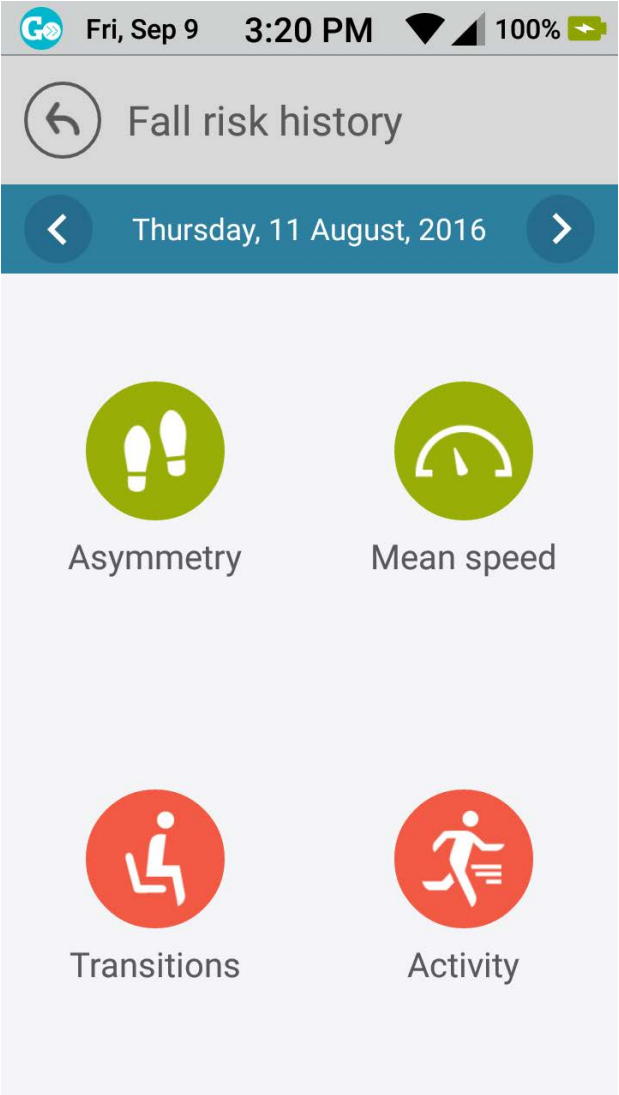 Go Fri, Sep 9 3:20 PM 100%
Fall risk history
Thursday, 11 August, 2016
Asymmetry Mean speed
Transitions Activity